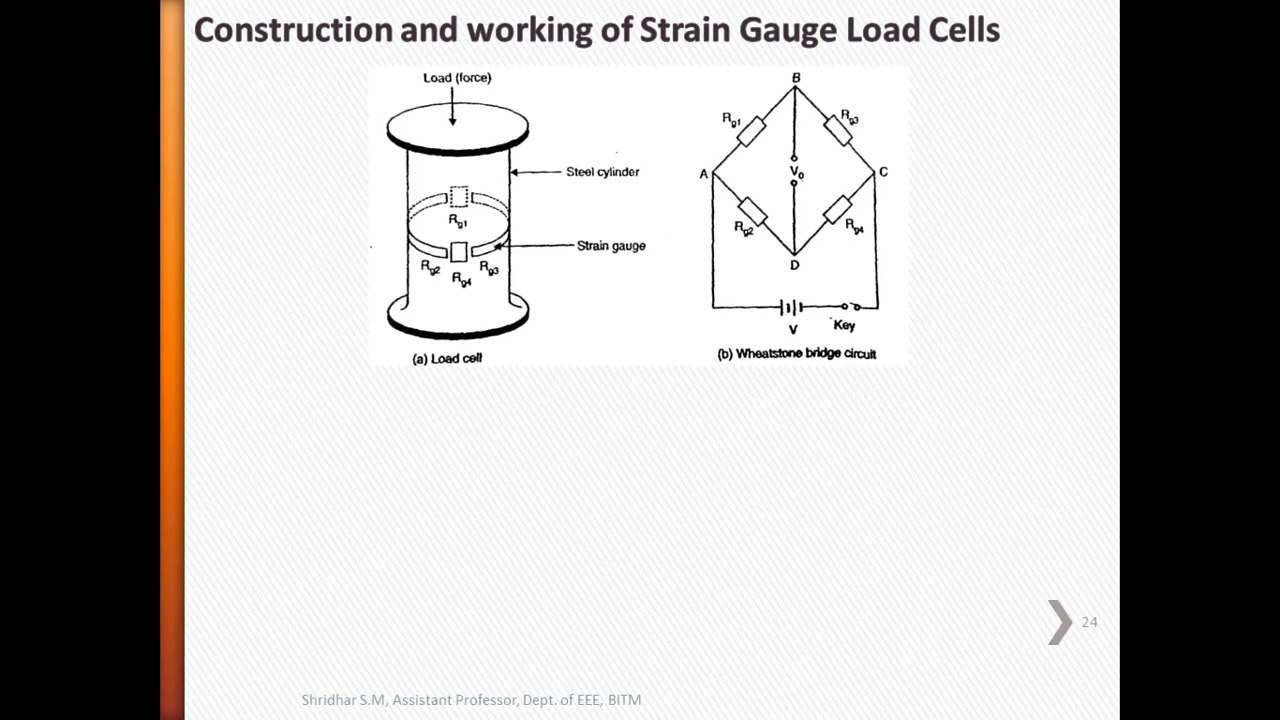 Construction and working of Strain Gauge Load Cells
Load (force)
Steel cylinder
Rg1
Strain gauge
Rg2
Rg4
Rg3
(a) Load cell
B
Rg1
Rg3
A
Vo
C
Rg2
Rg4
D
V
Key
(b) Wheatstone bridge circuit
24
Shridhar S.M, Assistant Professor, Dept. of EEE, BITM